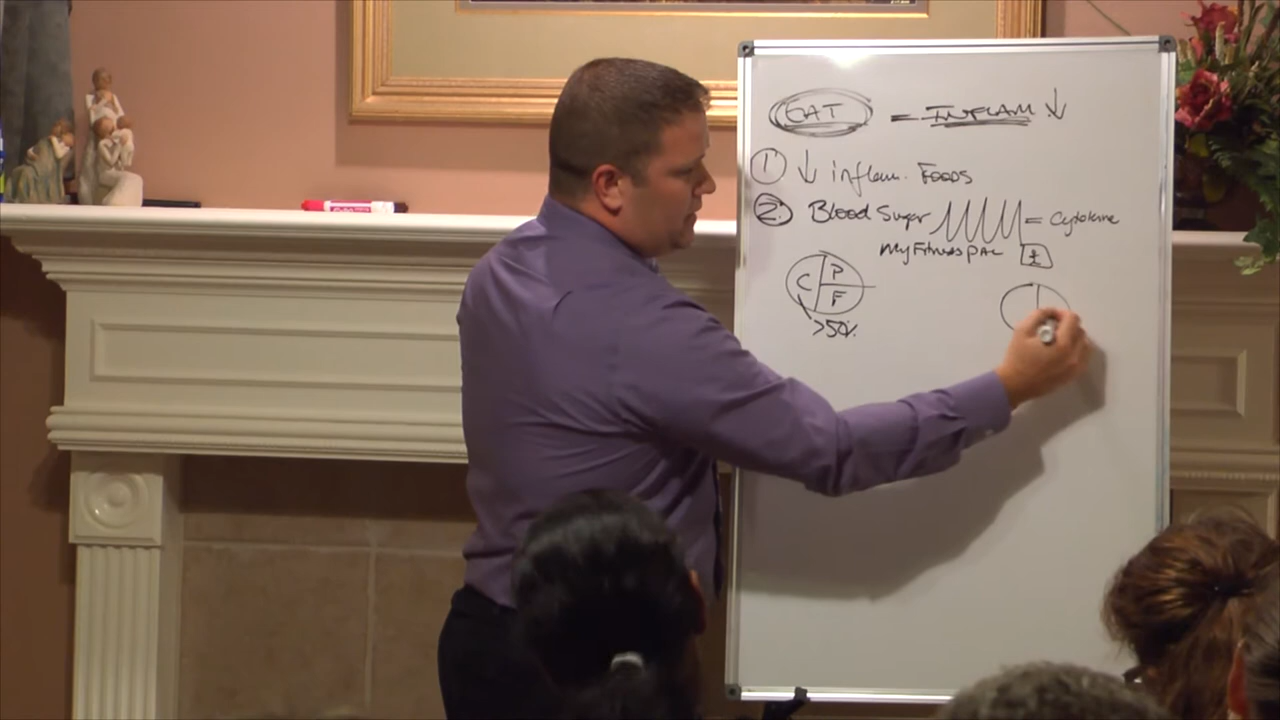 EAT = INFLAM ↓
1. ↓ inflam. Foods
2. Blood Sugar = Cytokine
MyFitnessPAL
C P
F
>50%